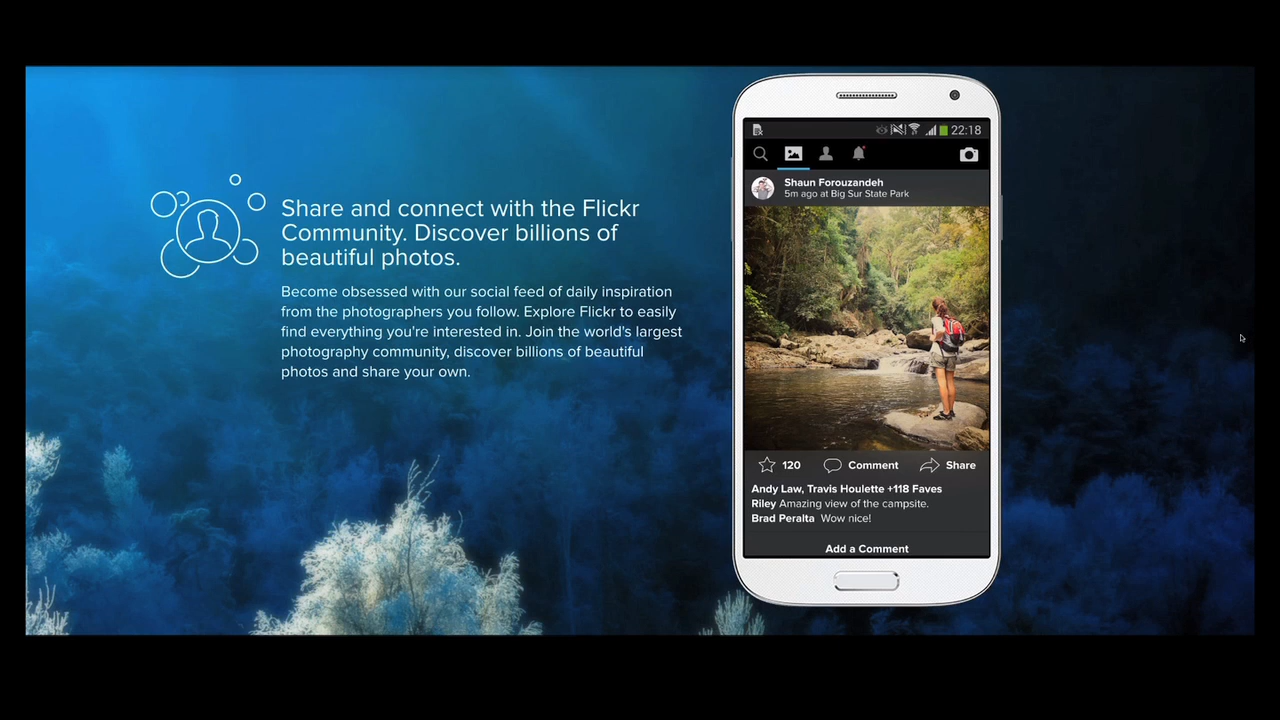 Share and connect with the Flickr
Community. Discover billions of
beautiful photos.
Become obsessed with our social feed of daily inspiration
from the photographers you follow. Explore Flickr to easily
find everything you're interested in. Join the world's largest
photography community, discover billions of beautiful
photos and share your own.
22:18
Shaun Forouzandeh
5m ago at Big Sur State Park
120 Comment Share
Andy Law, Travis Houlette +118 Faves
Riley Amazing view of the campsite.
Brad Peralta Wow nice!
Add a Comment